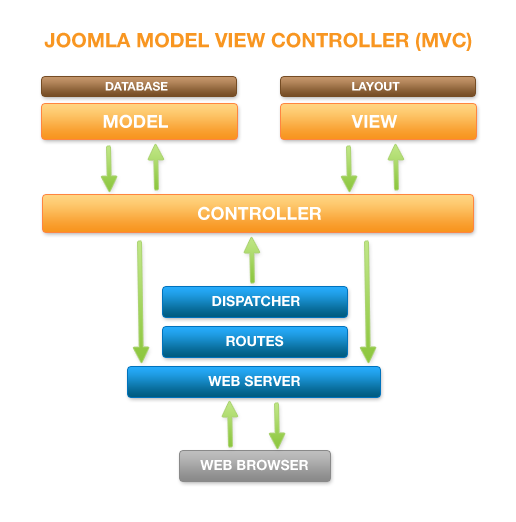 JOOMLA MODEL VIEW CONTROLLER (MVC)
DATABASE
MODEL
LAYOUT
VIEW
CONTROLLER
DISPATCHER
ROUTES
WEB SERVER
WEB BROWSER